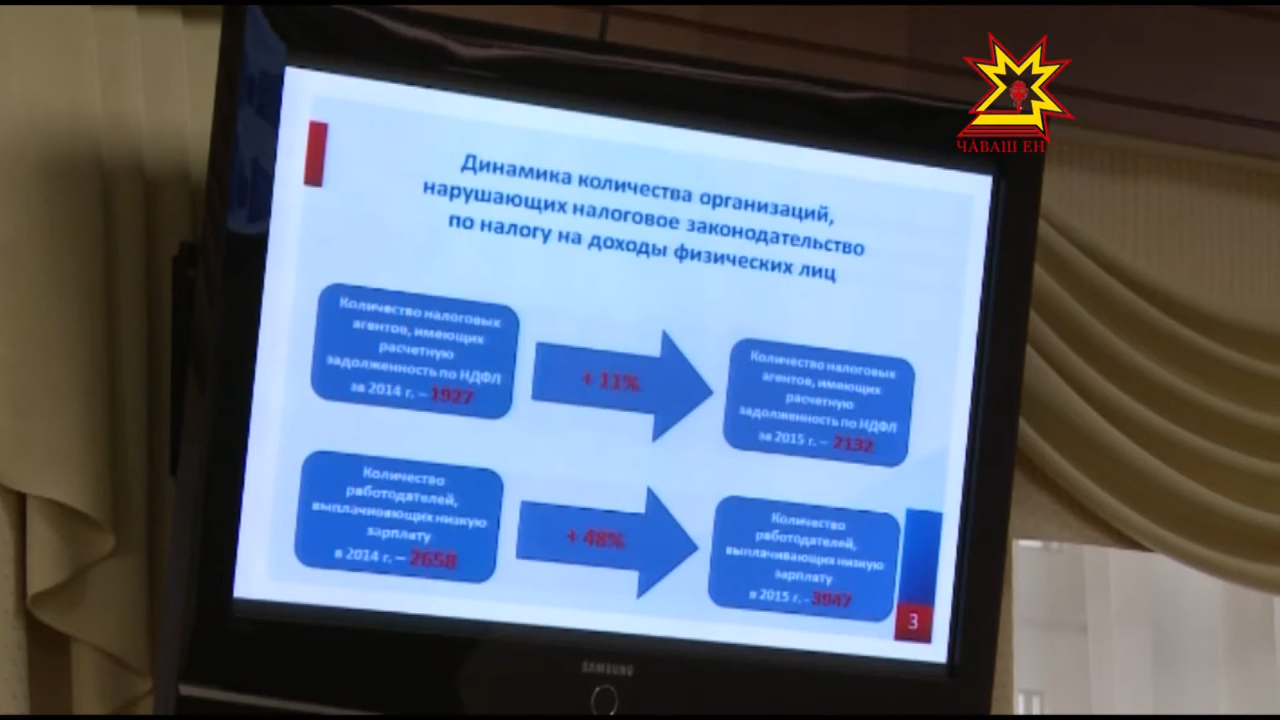 ЧӐВАШ ЕН
Динамика количества организаций,
нарушающих налоговое законодательство
по налогу на доходы физических лиц
Количество налоговых
агентов, имеющих
расчетную
задолженность по НДФЛ
за 2014 г. – 1927
+ 11%
Количество налоговых
агентов, имеющих
расчетную
задолженность по НДФЛ
за 2015 г. – 2132
Количество
работодателей,
выплачивающих низкую
зарплату
в 2014 г. – 2658
+ 48%
Количество
работодателей,
выплачивающих низкую
зарплату
в 2015 г. - 3947
3
SAMSUNG